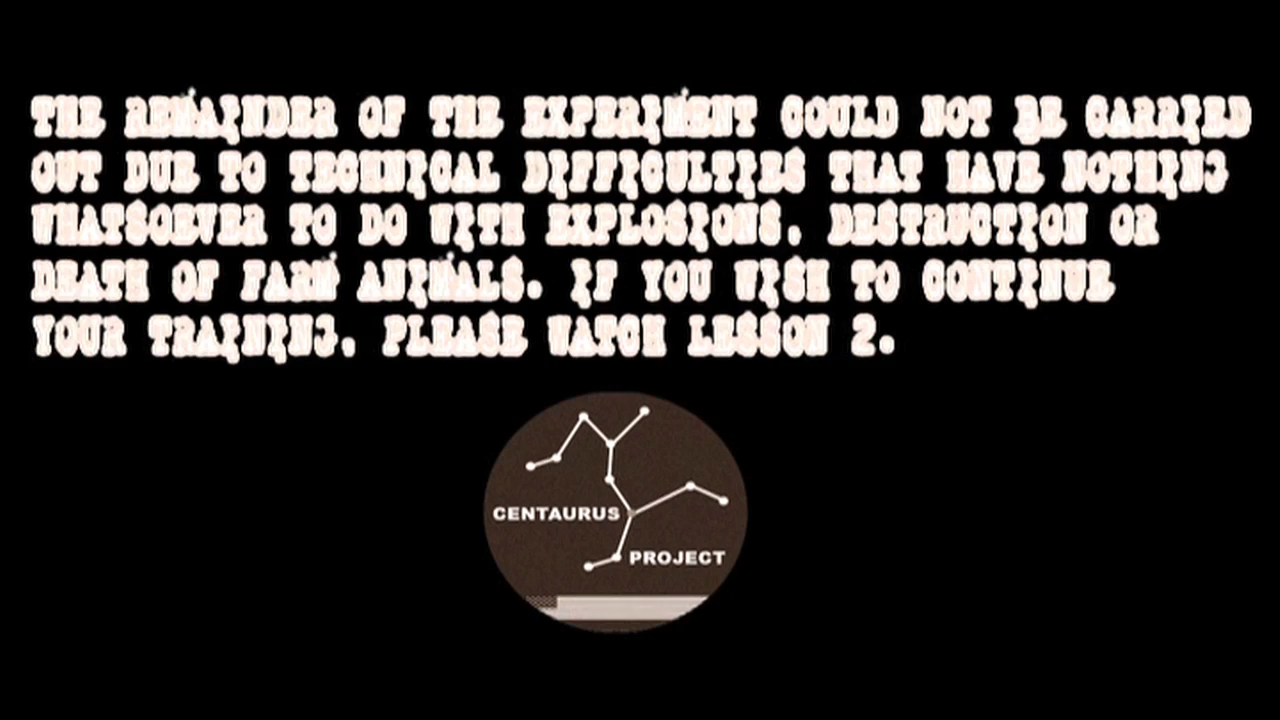 THE REMAINDER OF THE EXPERIMENT COULD NOT BE CARRIED
OUT DUE TO TECHNICAL DIFFICULTIES THAT HAVE NOTHING
WHATSOEVER TO DO WITH EXPLOSIONS, DESTRUCTION OR
DEATH OF FARM ANIMALS. IF YOU WISH TO CONTINUE
YOUR TRAINING, PLEASE WATCH LESSON 2.
CENTAURUS
PROJECT